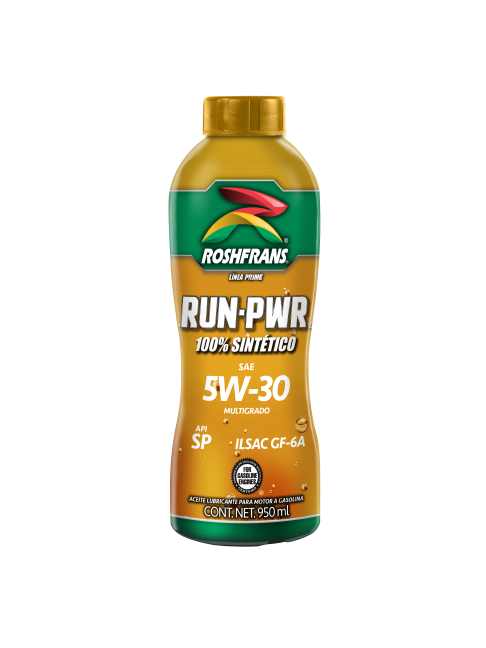 ROSHFRANS®
LÍNEA PRIME
RUN-PWR
100% SINTÉTICO
SAE
5W-30
MULTIGRADO
API
SP
ILSAC GF-6A
FOR
GASOLINE
ENGINES
ACEITE LUBRICANTE PARA MOTOR A GASOLINA
CONT. NET. 950 ml